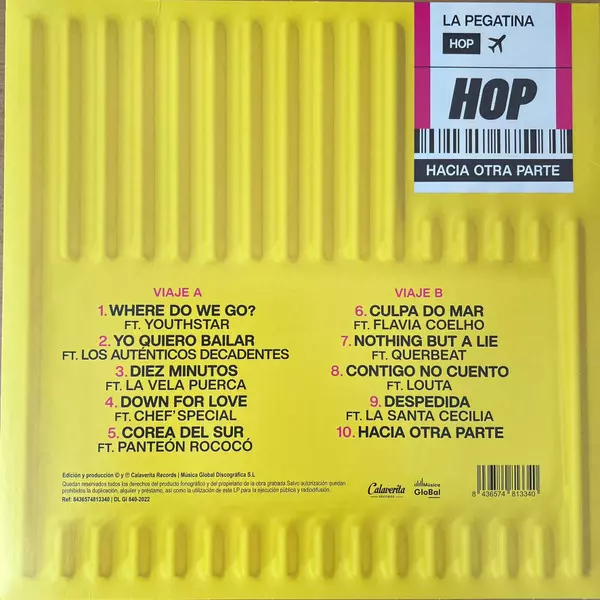 LA PEGATINA
HOP
HOP
HACIA OTRA PARTE
VIAJE A
1.WHERE DO WE GO?
FT. YOUTHSTAR
2. YO QUIERO BAILAR
FT. LOS AUTÉNTICOS DECADENTES
3. DIEZ MINUTOS
FT. LA VELA PUERCA
4. DOWN FOR LOVE
FT. CHEF'SPECIAL
5. COREA DEL SUR
FT. PANTEÓN ROCOCÓ
VIAJE B
6. CULPA DO MAR
FT. FLAVIA COELHO
7. NOTHING BUT A LIE
FT. QUERBEAT
8. CONTIGO NO CUENTO
FT. LOUTA
9. DESPEDIDA
FT. LA SANTA CECILIA
10. HACIA OTRA PARTE
Edición y producción © y ℗ Calaverita Records | Música Global Discogràfica S.L
Quedan reservados todos los derechos del productor fonográfico y del propietario de la obra grabada. Salvo autorización quedan
prohibidos la duplicación, alquier y préstamo, así como la utilización de este LP para la ejecución pública y radiodifusión.
Ref: 8436574813340 | DL GI 840-2022
Calaverita
RECORDS
Música
GloBal
8 436574 813340